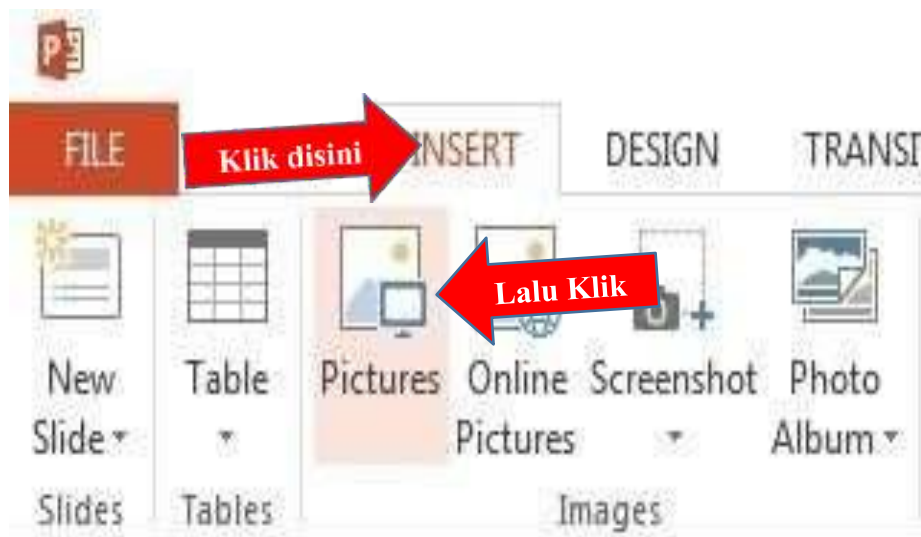 FILE Klik disini INSERT DESIGN TRANSI
Lalu Klik
New Table Pictures Online Screenshot Photo
Slide Pictures Album
Slides Tables Images